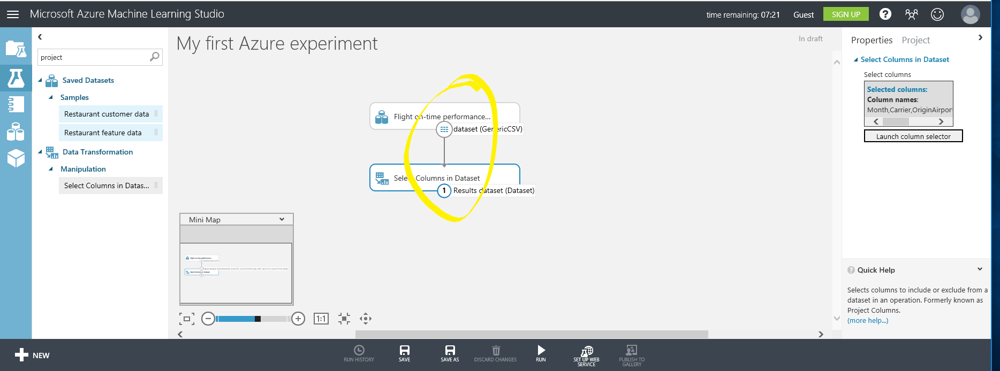 Microsoft Azure Machine Learning Studio
time remaining: 07:21
Guest
SIGN UP
?
project
Saved Datasets
Samples
Restaurant customer data
Restaurant feature data
Data Transformation
Manipulation
Select Columns in Datas...
My first Azure experiment
In draft
Flight on-time performance...
dataset (GenericCSV)
Select Columns in Dataset
1
Results dataset (Dataset)
Mini Map
1:1
Properties
Project
Select Columns in Dataset
Select columns
Selected columns:
Column names:
Month,Carrier,OriginAirpor
Launch column selector
? Quick Help
Selects columns to include or exclude from a
dataset in an operation. Formerly known as
Project Columns.
(more help...)
NEW
RUN HISTORY
SAVE
SAVE AS
DISCARD CHANGES
RUN
SET UP WEB
SERVICE
PUBLISH TO
GALLERY